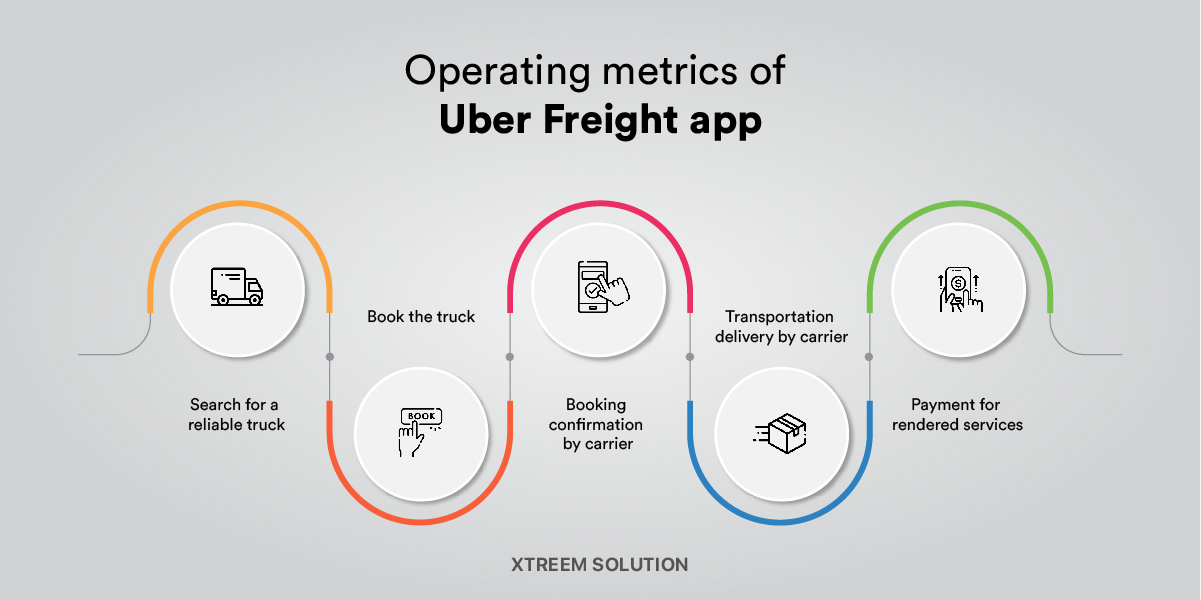 Operating metrics of
Uber Freight app
Search for a
reliable truck
Book the truck
BOOK
Booking
confirmation
by carrier
Transportation
delivery by carrier
$
Payment for
rendered services
XTREEM SOLUTION